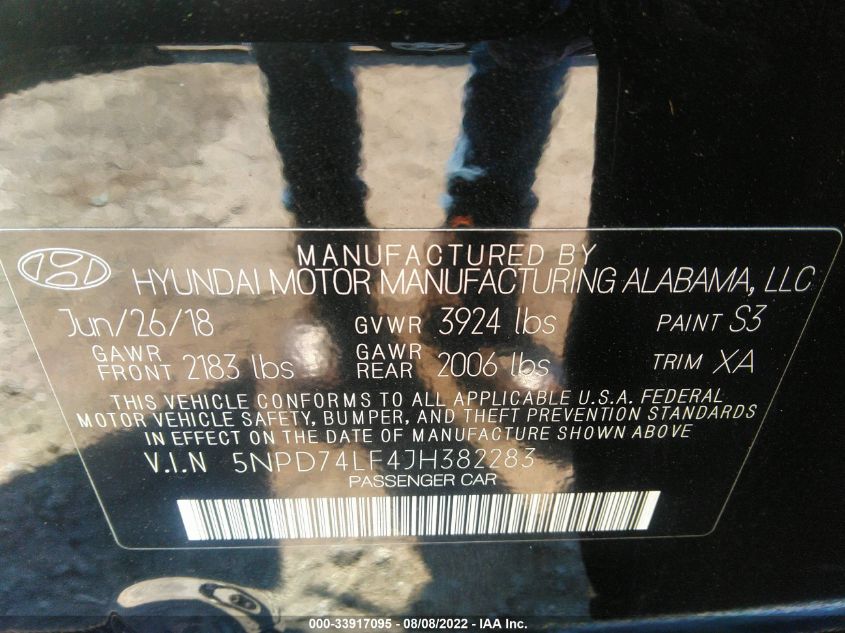 MANUFACTURED BY
HYUNDAI MOTOR MANUFACTURING ALABAMA, LLC
Jun/26/18 GVWR 3924 lbs PAINT S3
GAWR FRONT 2183 lbs GAWR REAR 2006 lbs TRIM XA
THIS VEHICLE CONFORMS TO ALL APPLICABLE U.S.A. FEDERAL
MOTOR VEHICLE SAFETY, BUMPER, AND THEFT PREVENTION STANDARDS
IN EFFECT ON THE DATE OF MANUFACTURE SHOWN ABOVE
V.I.N 5NPD74LF4JH382283
PASSENGER CAR
000-33917095 - 08/08/2022 - IAA Inc.